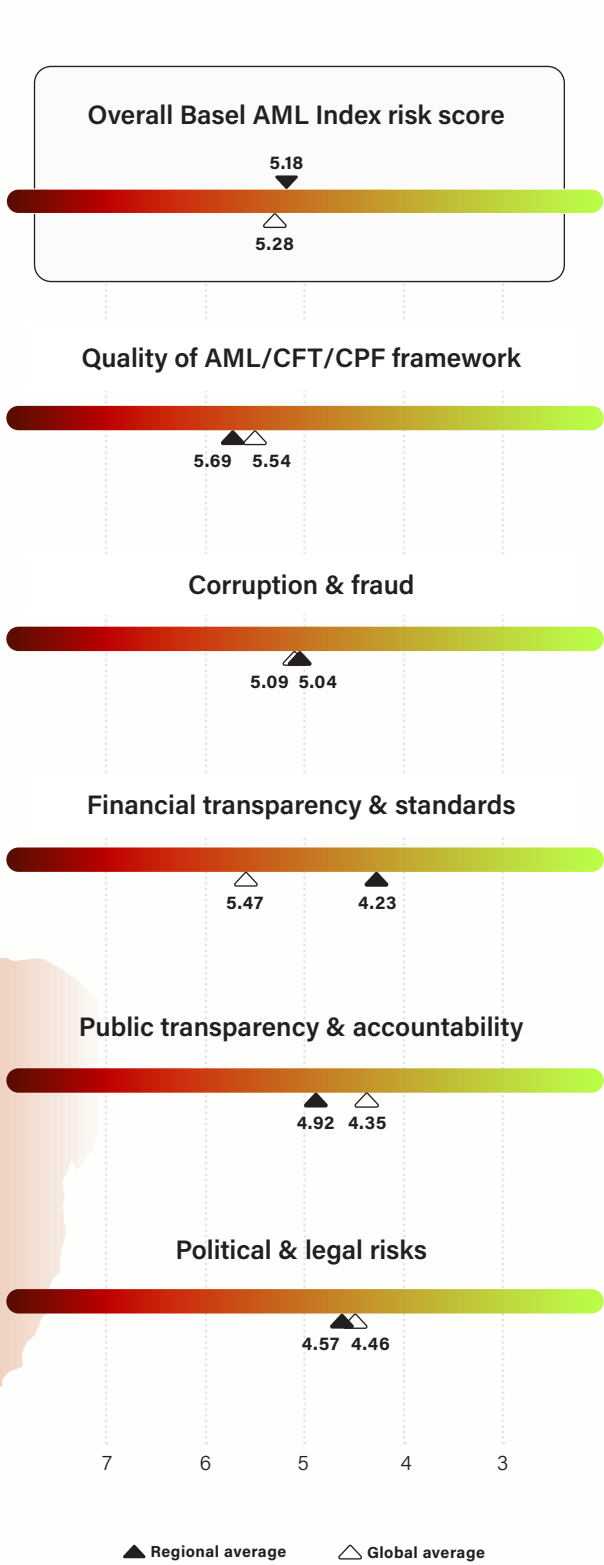 Overall Basel AML Index risk score
5.18
5.28
Quality of AML/CFT/CPF framework
5.69 5.54
Corruption & fraud
5.09 5.04
Financial transparency & standards
5.47 4.23
Public transparency & accountability
4.92 4.35
Political & legal risks
4.57 4.46
7 6 5 4 3
Regional average Global average